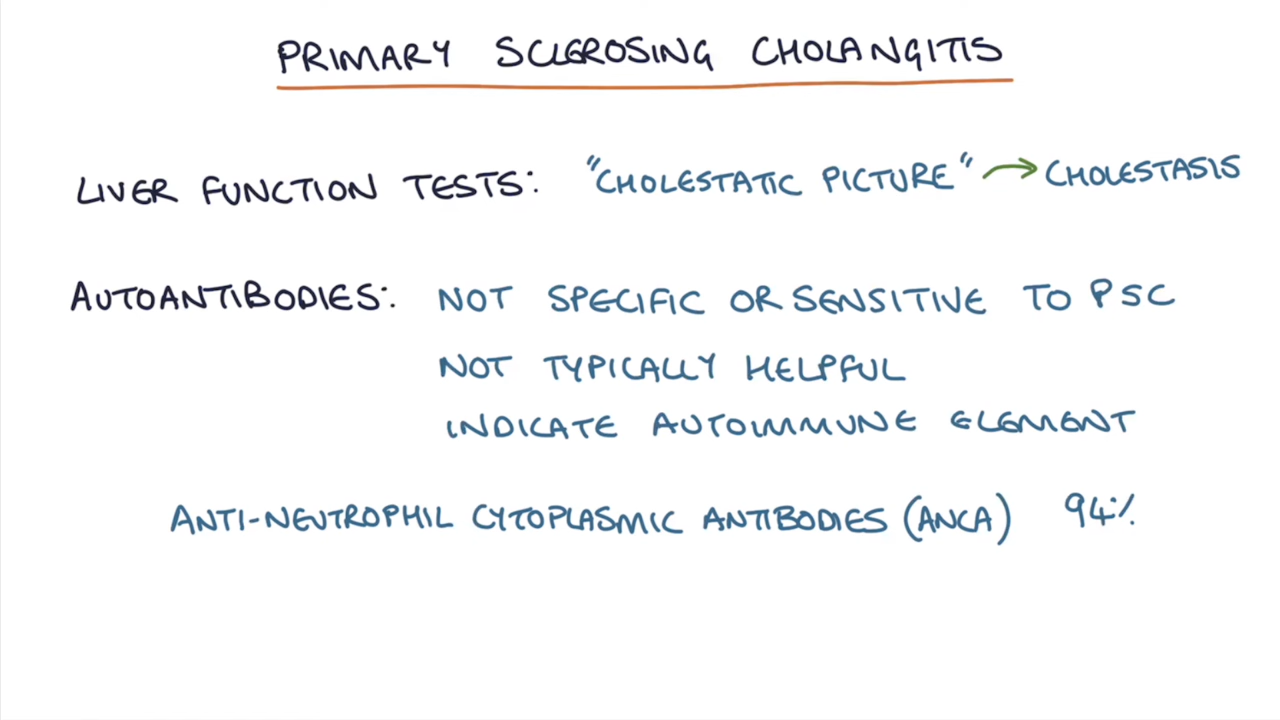 PRIMARY SCLEROSING CHOLANGITIS
LIVER FUNCTION TESTS: "CHOLESTATIC PICTURE" → CHOLESTASIS
AUTOANTIBODIES: NOT SPECIFIC OR SENSITIVE TO PSC
NOT TYPICALLY HELPFUL
INDICATE AUTOIMMUNE ELEMENT
ANTI-NEUTROPHIL CYTOPLASMIC ANTIBODIES (ANCA) 94%